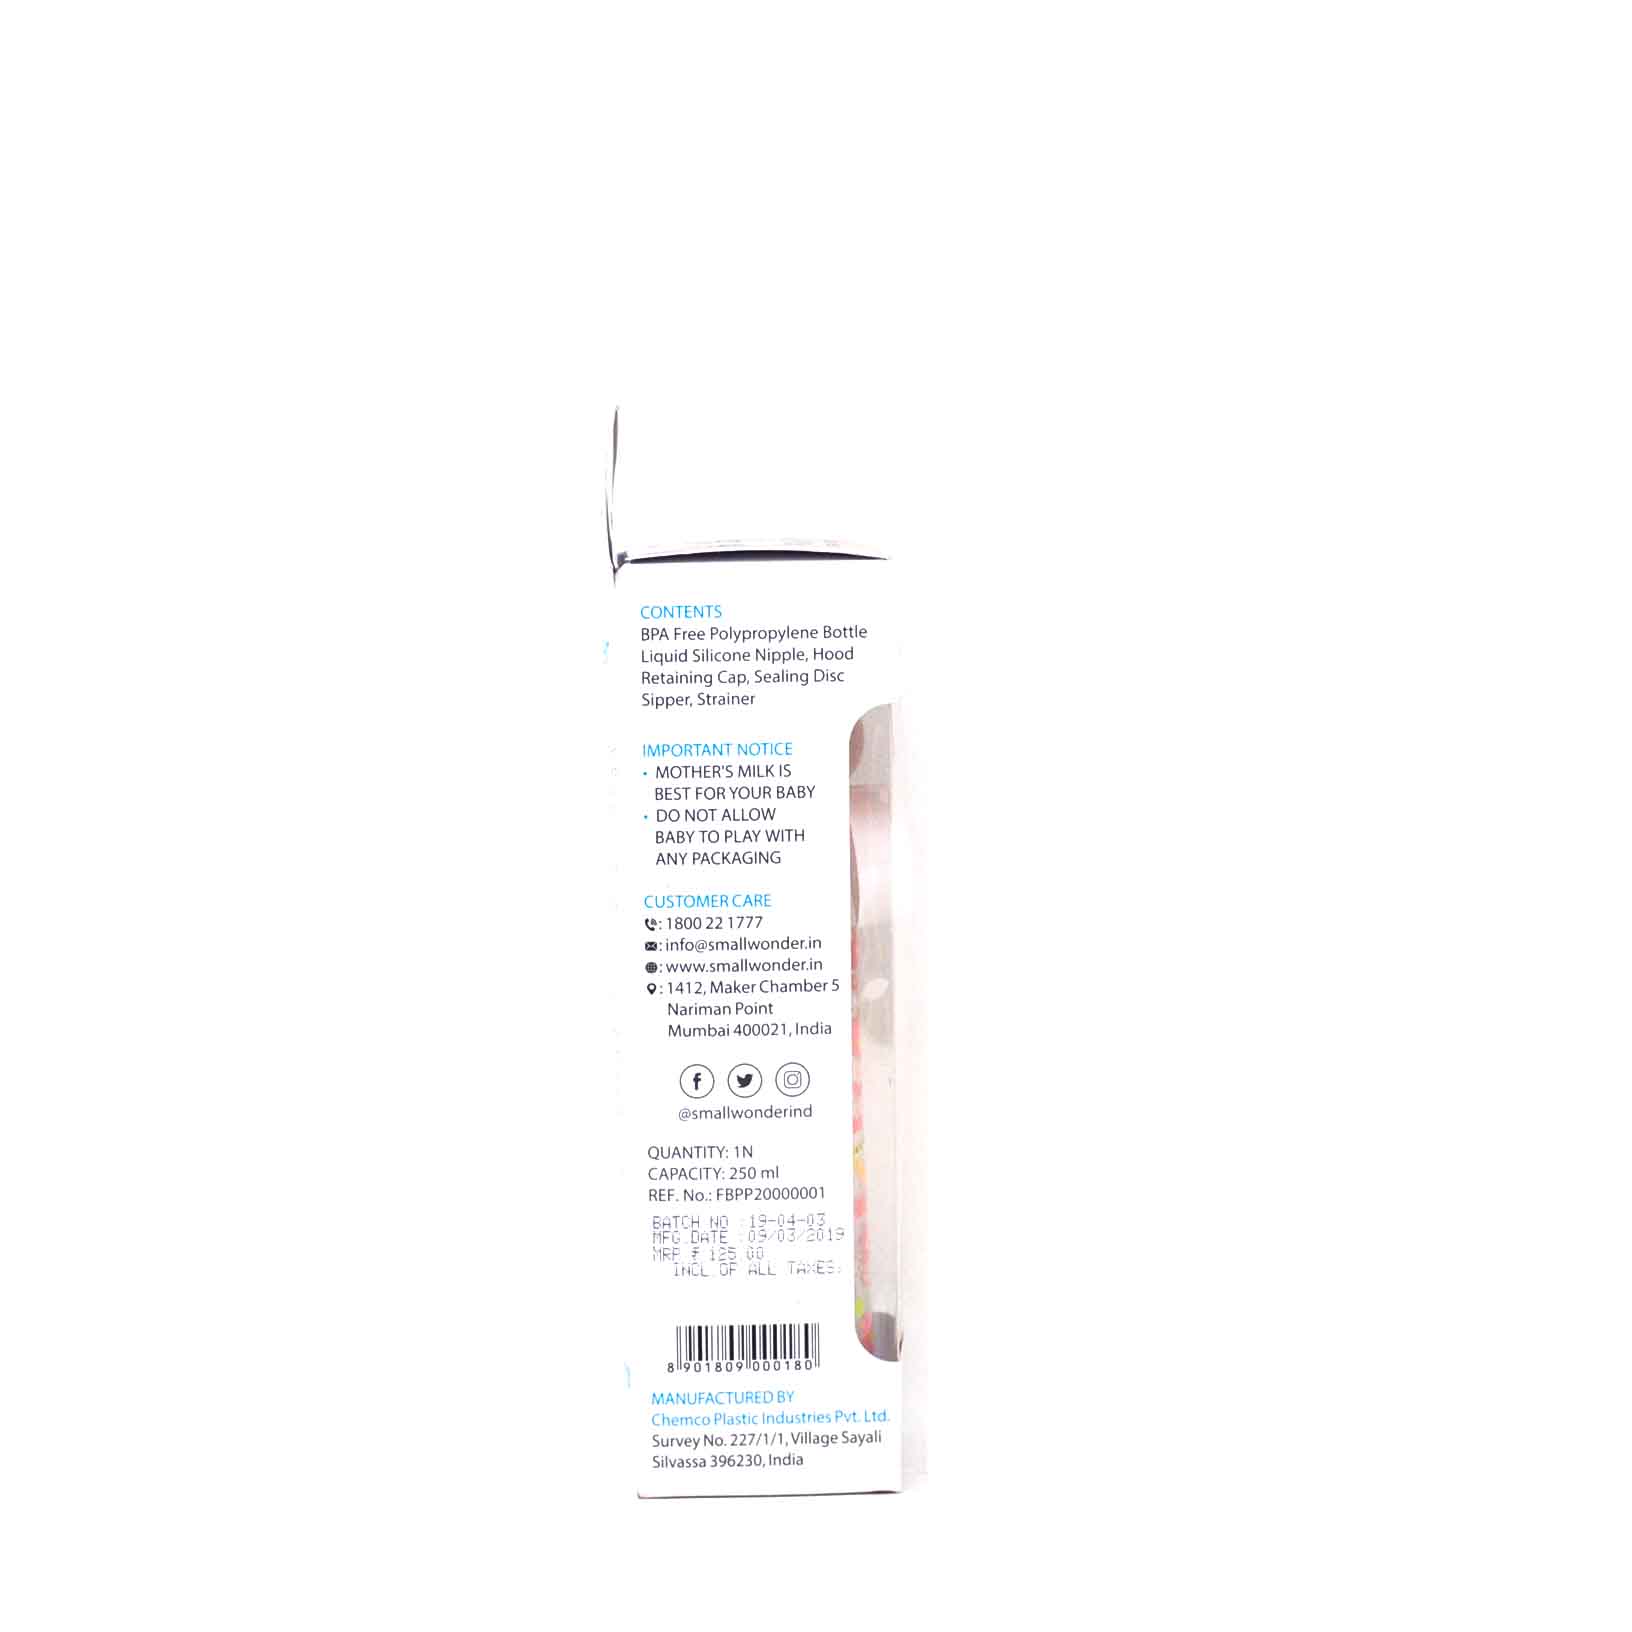 CONTENTS
BPA Free Polypropylene Bottle
Liquid Silicone Nipple, Hood
Retaining Cap, Sealing Disc
Sipper, Strainer
IMPORTANT NOTICE
• MOTHER'S MILK IS
BEST FOR YOUR BABY
• DO NOT ALLOW
BABY TO PLAY WITH
ANY PACKAGING
CUSTOMER CARE
: 1800 22 1777
: info@smallwonder.in
: www.smallwonder.in
: 1412, Maker Chamber 5
Nariman Point
Mumbai 400021, India
@smallwonderind
QUANTITY: 1N
CAPACITY: 250 ml
REF. No.: FBPP20000001
BATCH NO :19-04-03
MFG.DATE :09/03/2019
MRP ₹ 125.00
INCL.OF ALL TAXES.
8 901809 000180
MANUFACTURED BY
Chemco Plastic Industries Pvt. Ltd.
Survey No. 227/1/1, Village Sayali
Silvassa 396230, India